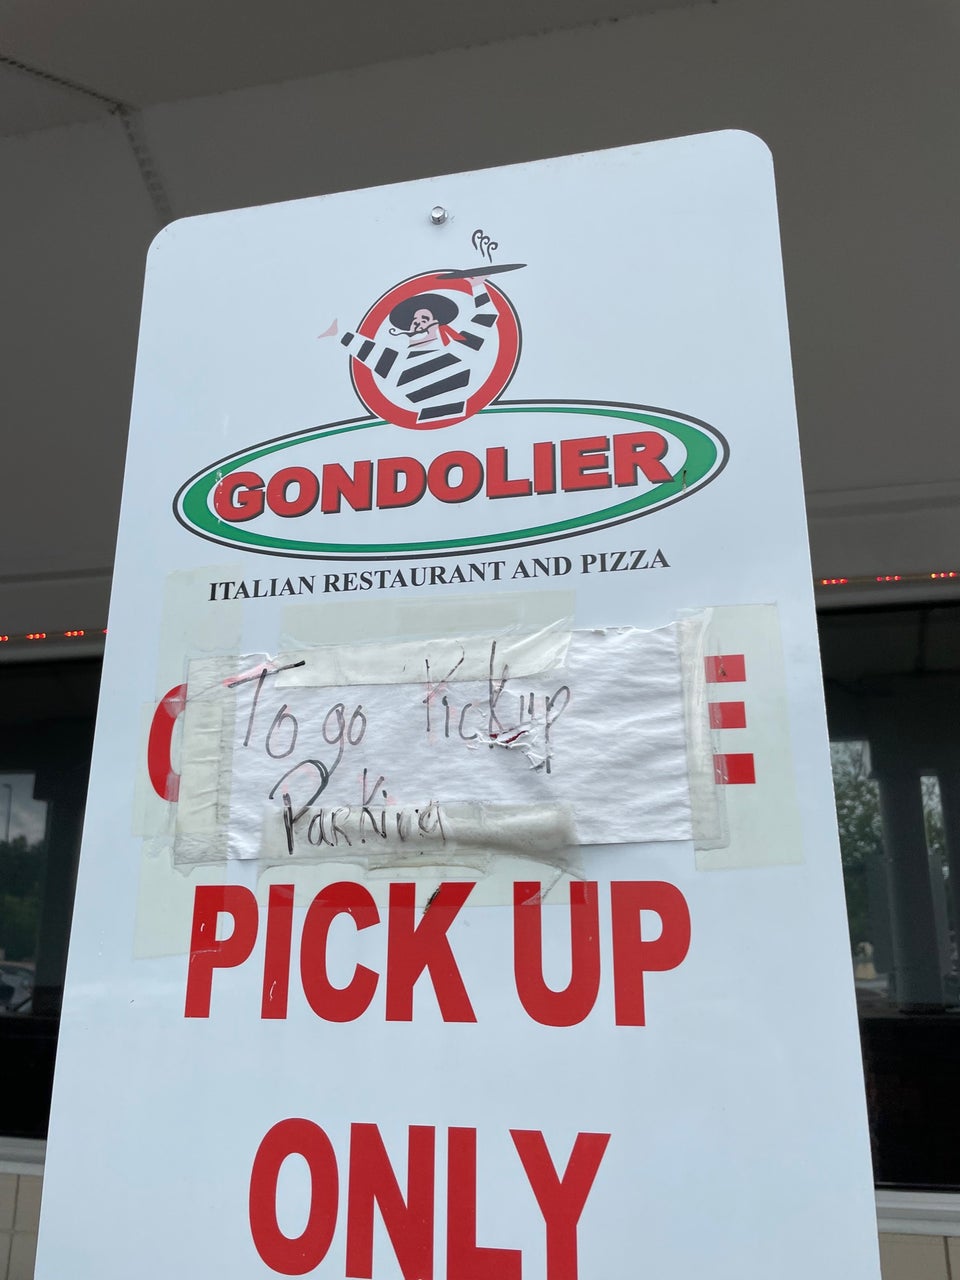 GONDOLIER
ITALIAN RESTAURANT AND PIZZA
To go Pickup
Parking
PICK UP
ONLY